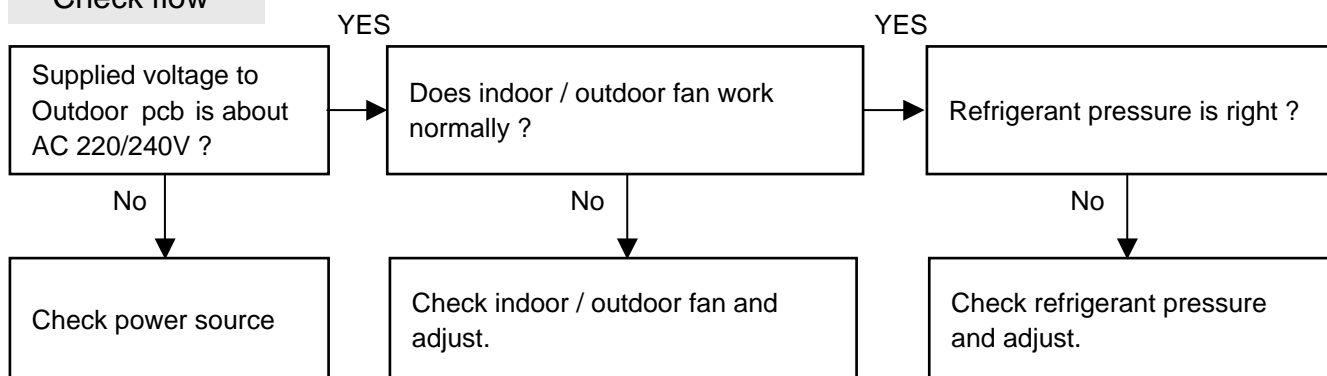 Check flow
YES
YES
Supplied voltage to
Outdoor pcb is about
AC 220/240V ?
Does indoor / outdoor fan work
normally ?
Refrigerant pressure is right ?
No
No
No
Check power source
Check indoor / outdoor fan and
adjust.
Check refrigerant pressure
and adjust.